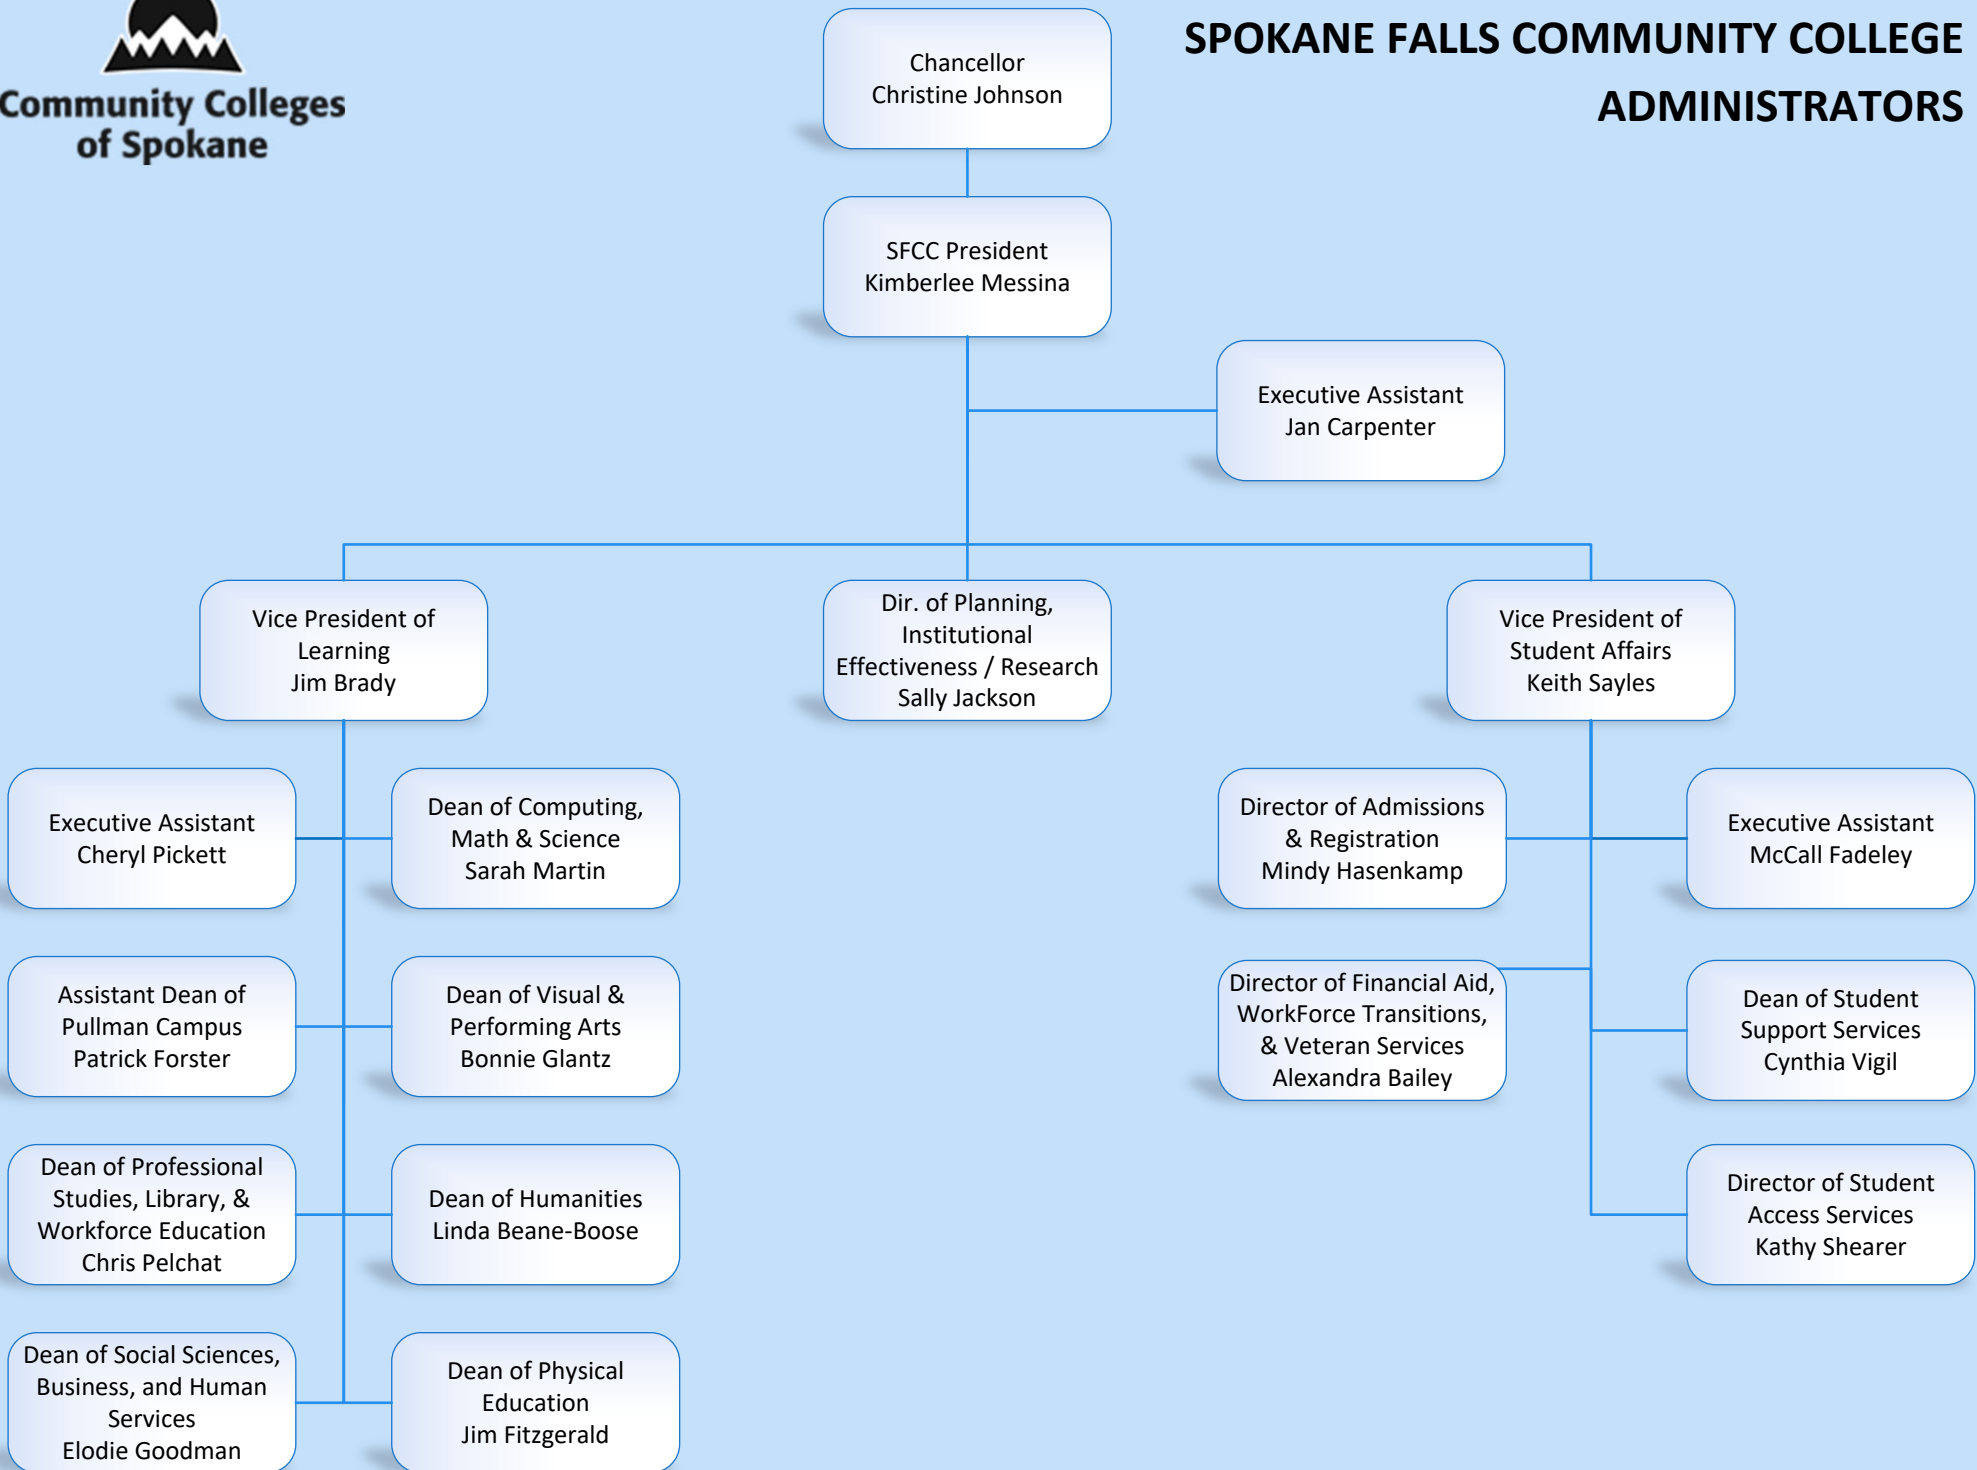 Community Colleges
of Spokane
SPOKANE FALLS COMMUNITY COLLEGE
ADMINISTRATORS
Chancellor
Christine Johnson
SFCC President
Kimberlee Messina
Executive Assistant
Jan Carpenter
Vice President of
Learning
Jim Brady
Dir. of Planning,
Institutional
Effectiveness / Research
Sally Jackson
Vice President of
Student Affairs
Keith Sayles
Executive Assistant
Cheryl Pickett
Dean of Computing,
Math & Science
Sarah Martin
Director of Admissions
& Registration
Mindy Hasenkamp
Executive Assistant
McCall Fadeley
Assistant Dean of
Pullman Campus
Patrick Forster
Dean of Visual &
Performing Arts
Bonnie Glantz
Director of Financial Aid,
WorkForce Transitions,
& Veteran Services
Alexandra Bailey
Dean of Student
Support Services
Cynthia Vigil
Dean of Professional
Studies, Library, &
Workforce Education
Chris Pelchat
Dean of Humanities
Linda Beane-Boose
Director of Student
Access Services
Kathy Shearer
Dean of Social Sciences,
Business, and Human
Services
Elodie Goodman
Dean of Physical
Education
Jim Fitzgerald